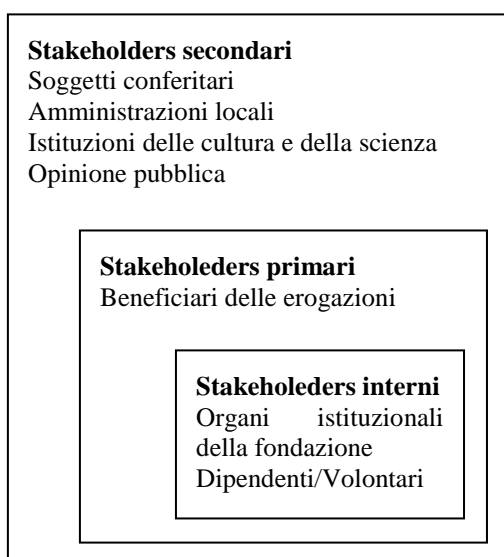 Stakeholders secondari
Soggetti conferitari
Amministrazioni locali
Istituzioni delle cultura e della scienza
Opinione pubblica
Stakeholeders primari
Beneficiari delle erogazioni
Stakeholeders interni
Organi istituzionali
della fondazione
Dipendenti/Volontari